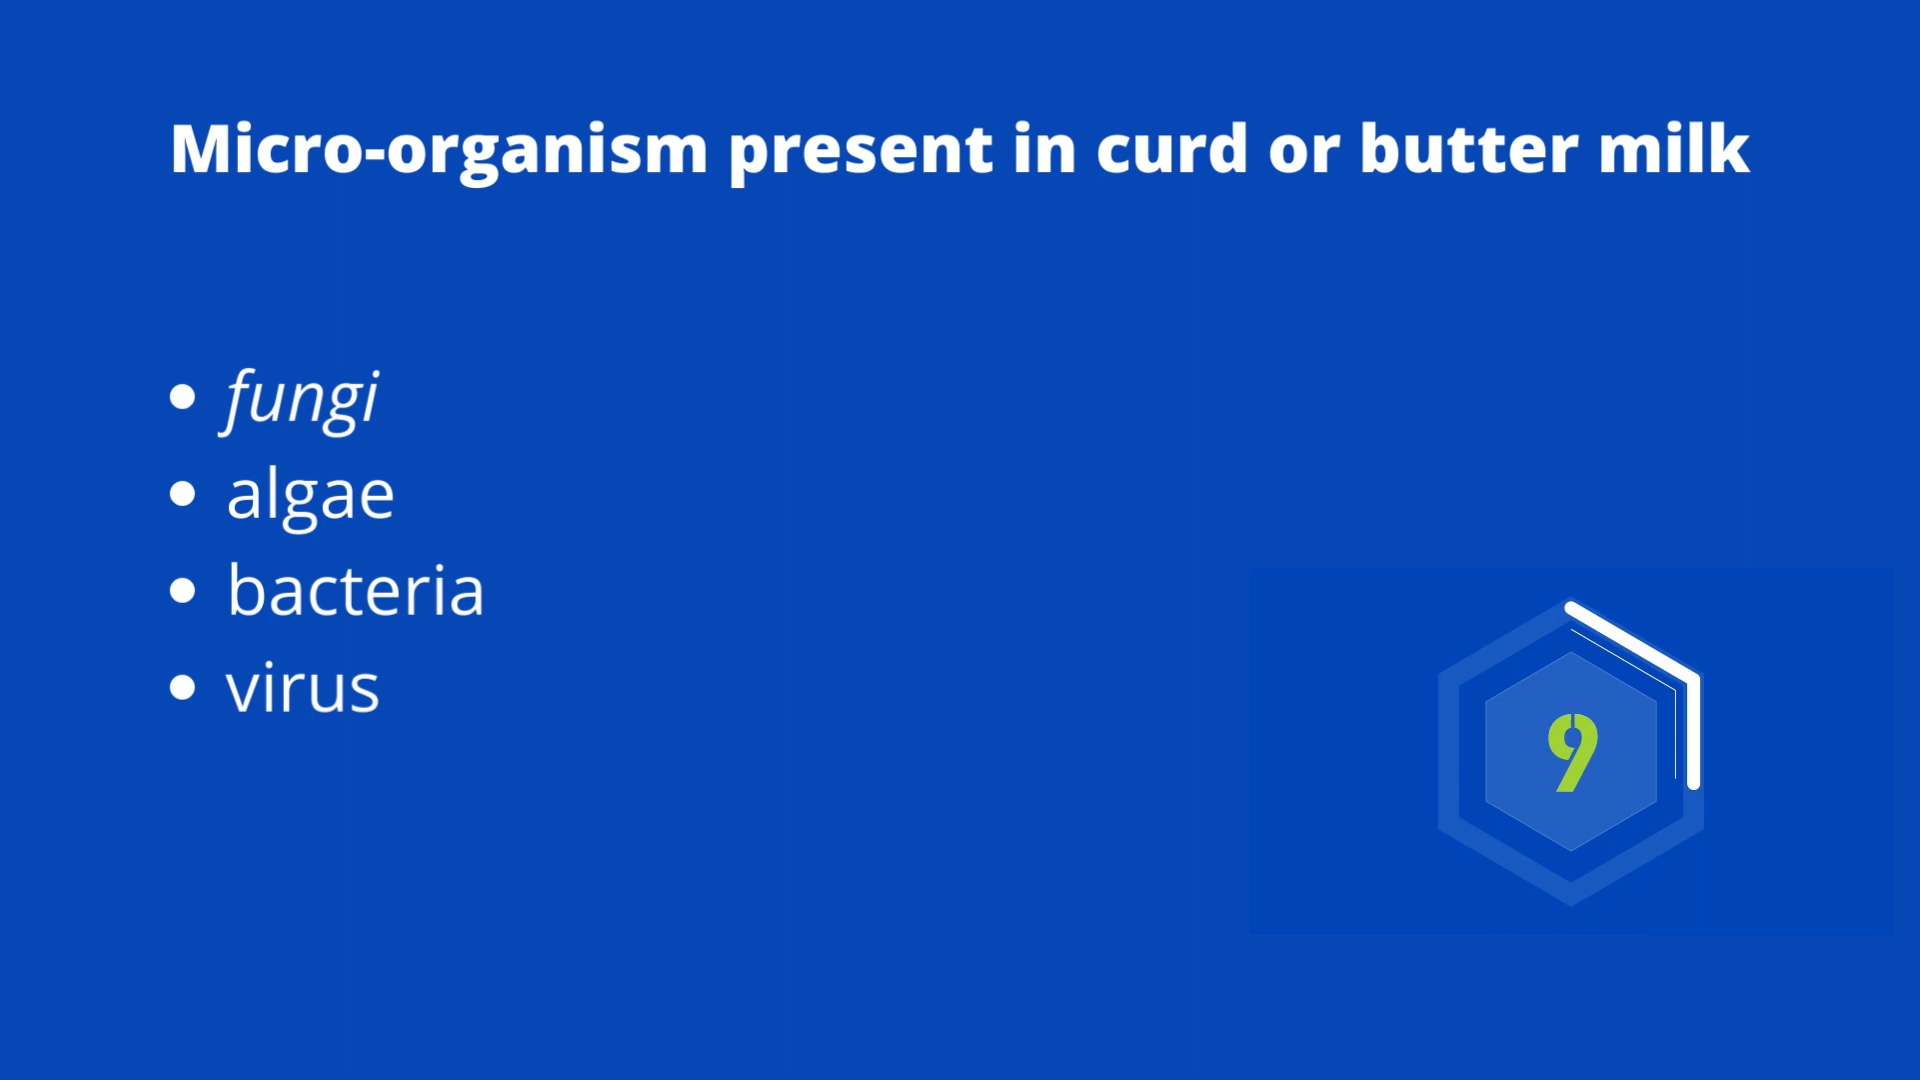 Micro-organism present in curd or butter milk
fungi
algae
bacteria
virus
9